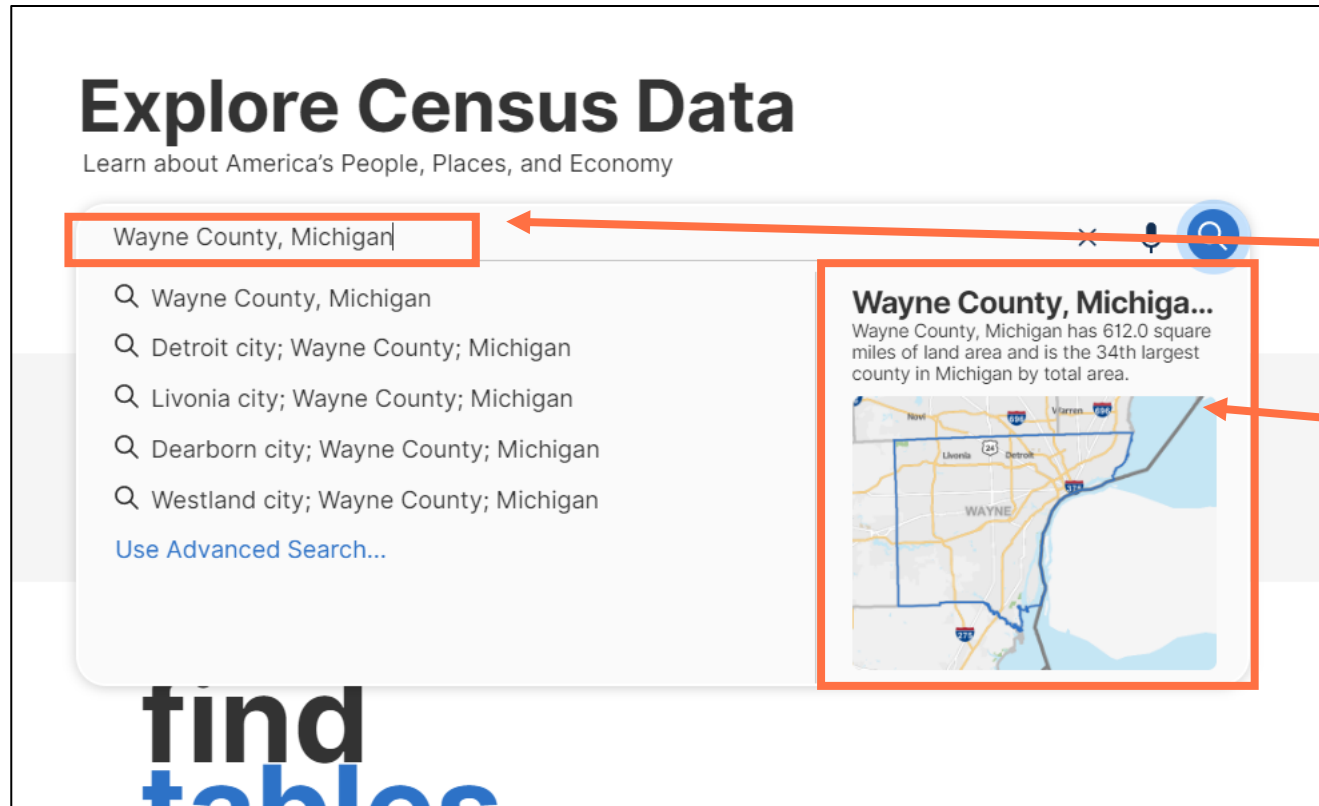 Explore Census Data
Learn about America's People, Places, and Economy
Wayne County, Michigan
Wayne County, Michigan
Detroit city; Wayne County; Michigan
Livonia city; Wayne County; Michigan
Dearborn city; Wayne County; Michigan
Westland city; Wayne County; Michigan
Use Advanced Search...
Wayne County, Michiga...
Wayne County, Michigan has 612.0 square
miles of land area and is the 34th largest
county in Michigan by total area.
Novi
696
Warren
696
Livonia
24
Detroit
375
WAYNE
275
find
tables